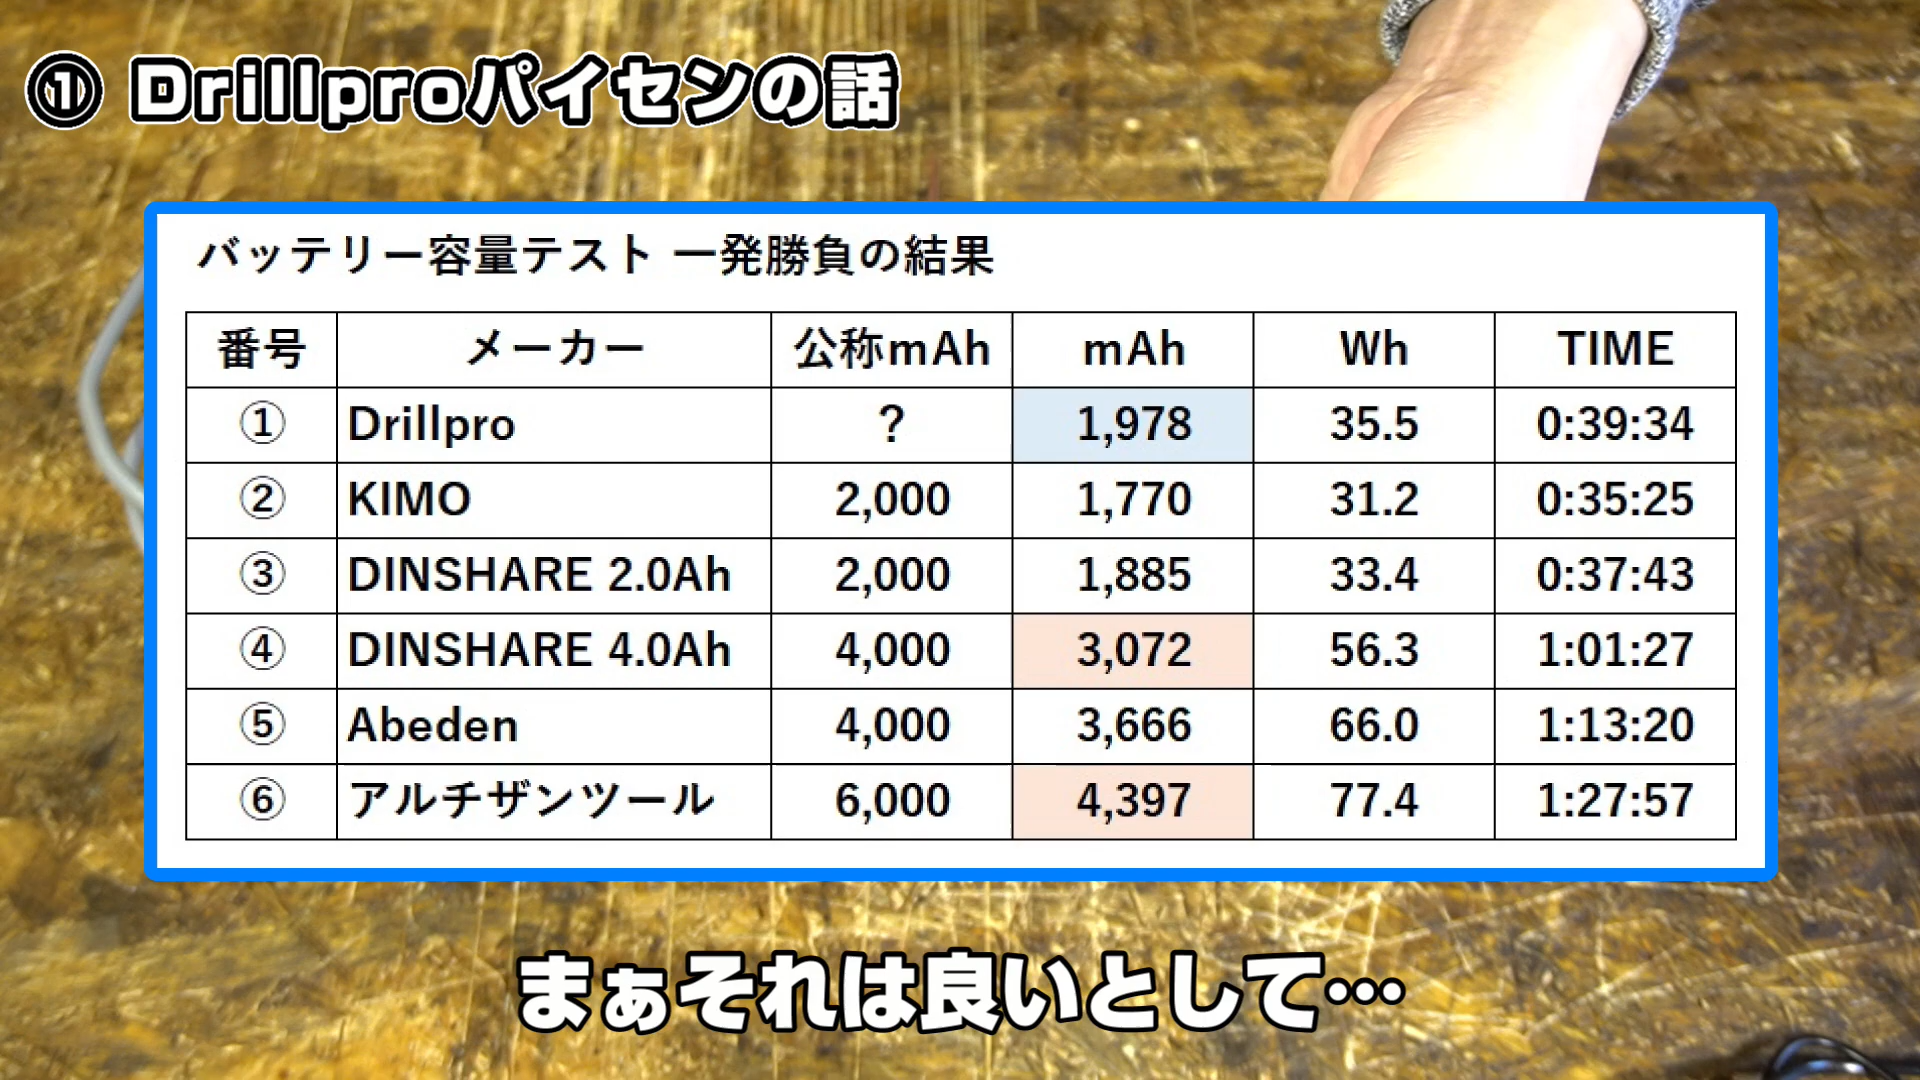 ① Drillproパイセンの話
バッテリー容量テスト 一発勝負の結果
番号 メーカー 公称mAh mAh Wh TIME
① Drillpro ? 1,978 35.5 0:39:34
② KIMO 2,000 1,770 31.2 0:35:25
③ DINSHARE 2.0Ah 2,000 1,885 33.4 0:37:43
④ DINSHARE 4.0Ah 4,000 3,072 56.3 1:01:27
⑤ Abeden 4,000 3,666 66.0 1:13:20
⑥ アルチザンツール 6,000 4,397 77.4 1:27:57
まぁそれは良いとして…